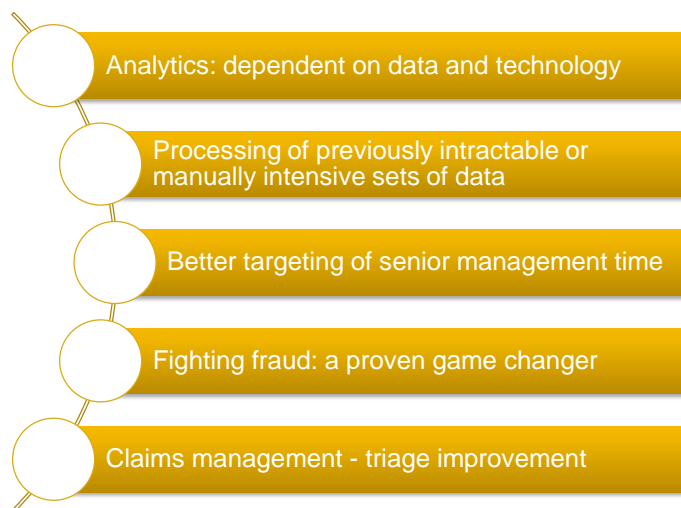 Analytics: dependent on data and technology
Processing of previously intractable or
manually intensive sets of data
Better targeting of senior management time
Fighting fraud: a proven game changer
Claims management - triage improvement